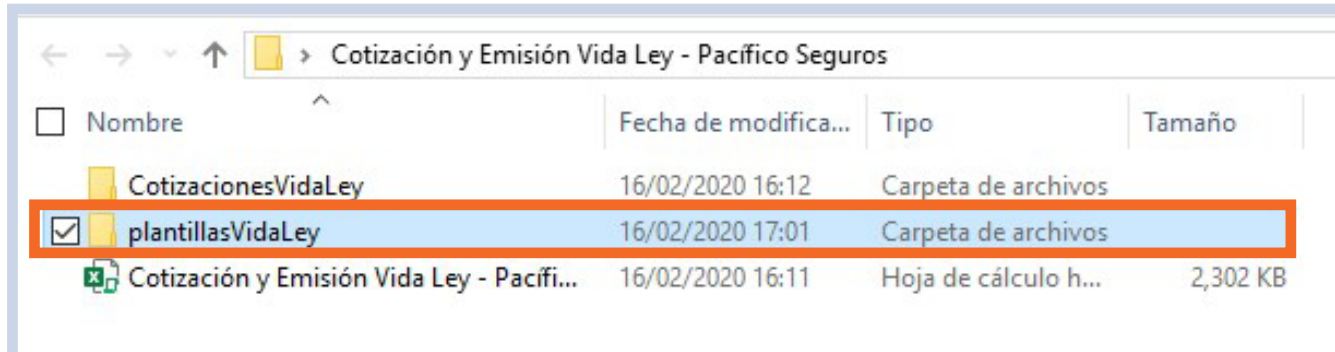 Cotización y Emisión Vida Ley - Pacífico Seguros
Nombre Fecha de modifica... Tipo Tamaño
CotizacionesVidaLey 16/02/2020 16:12 Carpeta de archivos
plantillasVidaLey 16/02/2020 17:01 Carpeta de archivos
Cotización y Emisión Vida Ley - Pacífi... 16/02/2020 16:11 Hoja de cálculo h... 2,302 KB